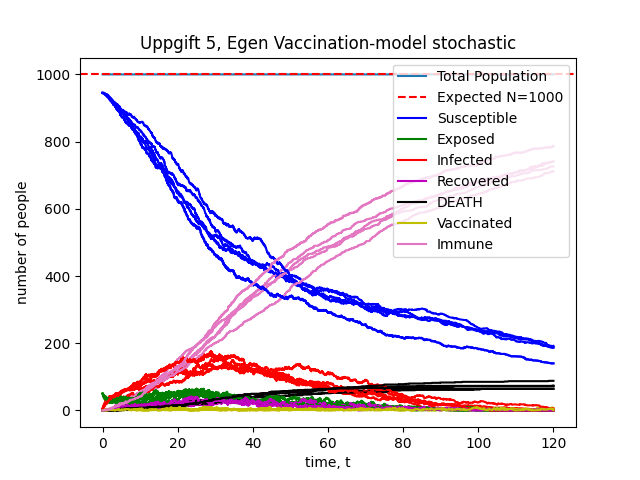 Uppgift 5, Egen Vaccination-model stochastic
1000
800
600
400
200
0
number of people
Total Population
Expected N=1000
Susceptible
Exposed
Infected
Recovered
DEATH
Vaccinated
Immune
0 20 40 60 80 100 120
time, t